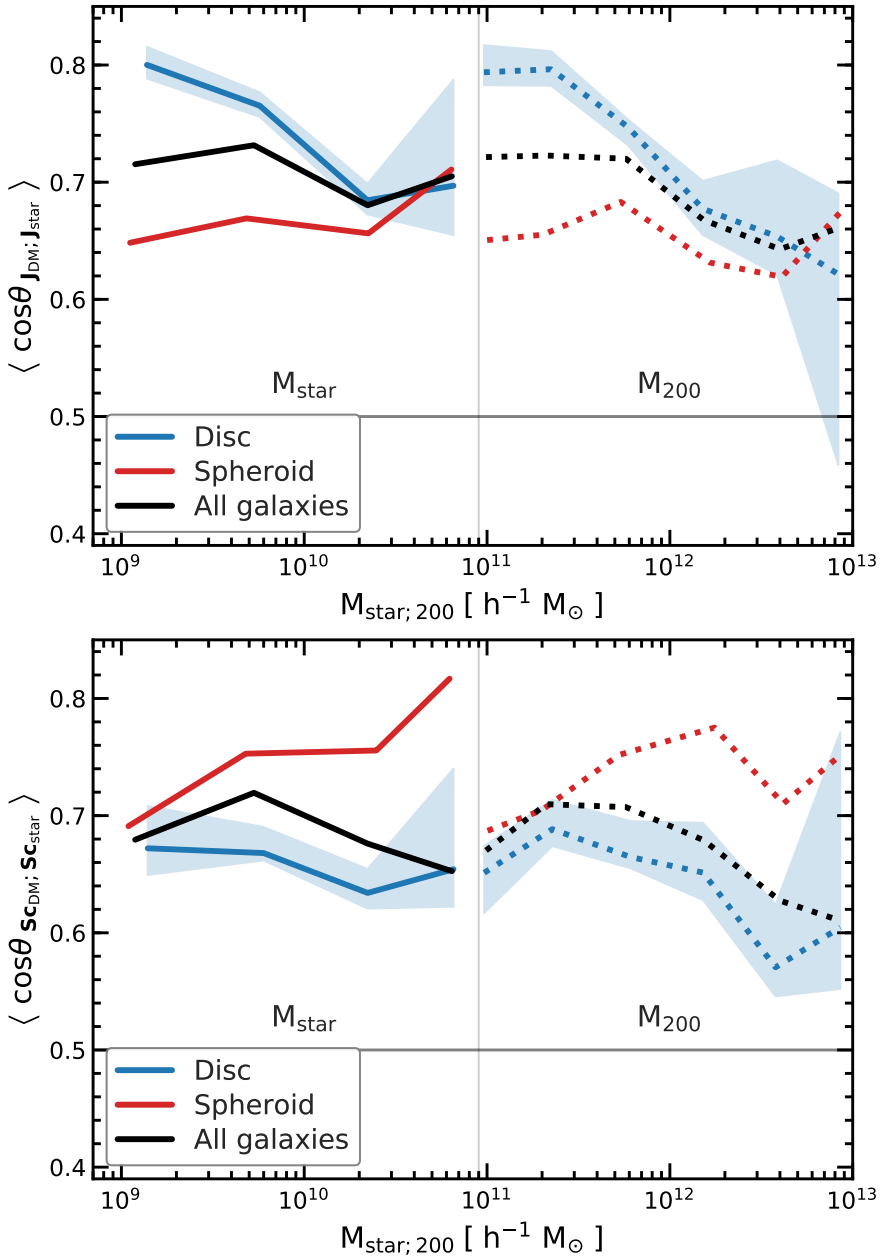 0.8
0.7
0.6
0.5
0.4
⟨ cosθ J_DM; J_star ⟩
M_star
M_200
Disc
Spheroid
All galaxies
10^9 10^10 10^11 10^12 10^13
M_star; 200 [ h^−1 M_⊙ ]
0.8
0.7
0.6
0.5
0.4
⟨ cosθ Sc_DM; Sc_star ⟩
M_star
M_200
Disc
Spheroid
All galaxies
10^9 10^10 10^11 10^12 10^13
M_star; 200 [ h^−1 M_⊙ ]